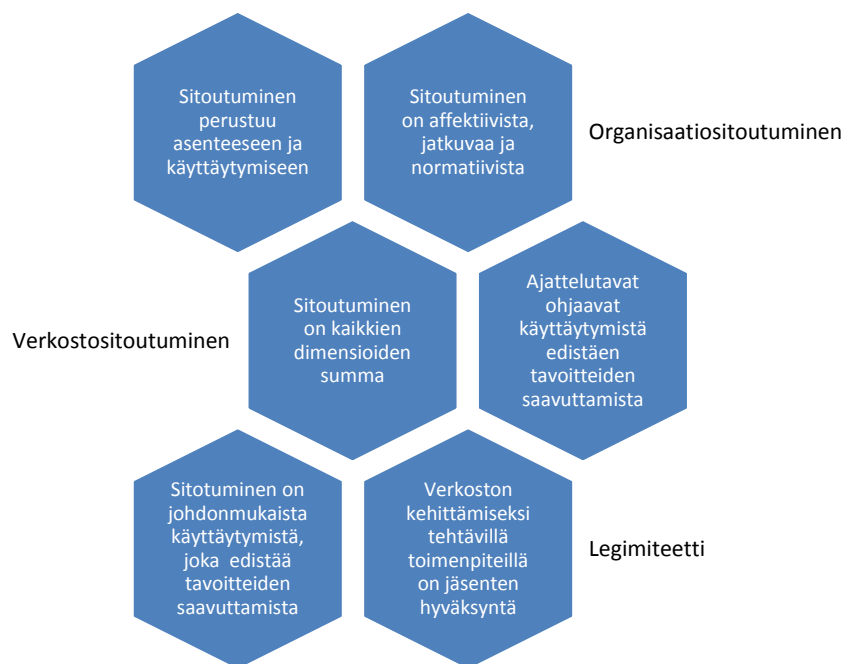 Sitoutuminen
perustuu
asenteeseen ja
käyttäytymiseen
Sitoutuminen
on affektiivista,
jatkuvaa ja
normatiivista
Organisaatiositoutuminen
Verkostositoutuminen
Sitoutuminen
on kaikkien
dimensioiden
summa
Ajattelutavat
ohjaavat
käyttäytymistä
edistäen
tavoitteiden
saavuttamista
Sitotuminen on
johdonmukaista
käyttäytymistä,
joka edistää
tavoitteiden
saavuttamista
Verkoston
kehittämiseksi
tehtävillä
toimenpiteillä
on jäsenten
hyväksyntä
Legimiteetti